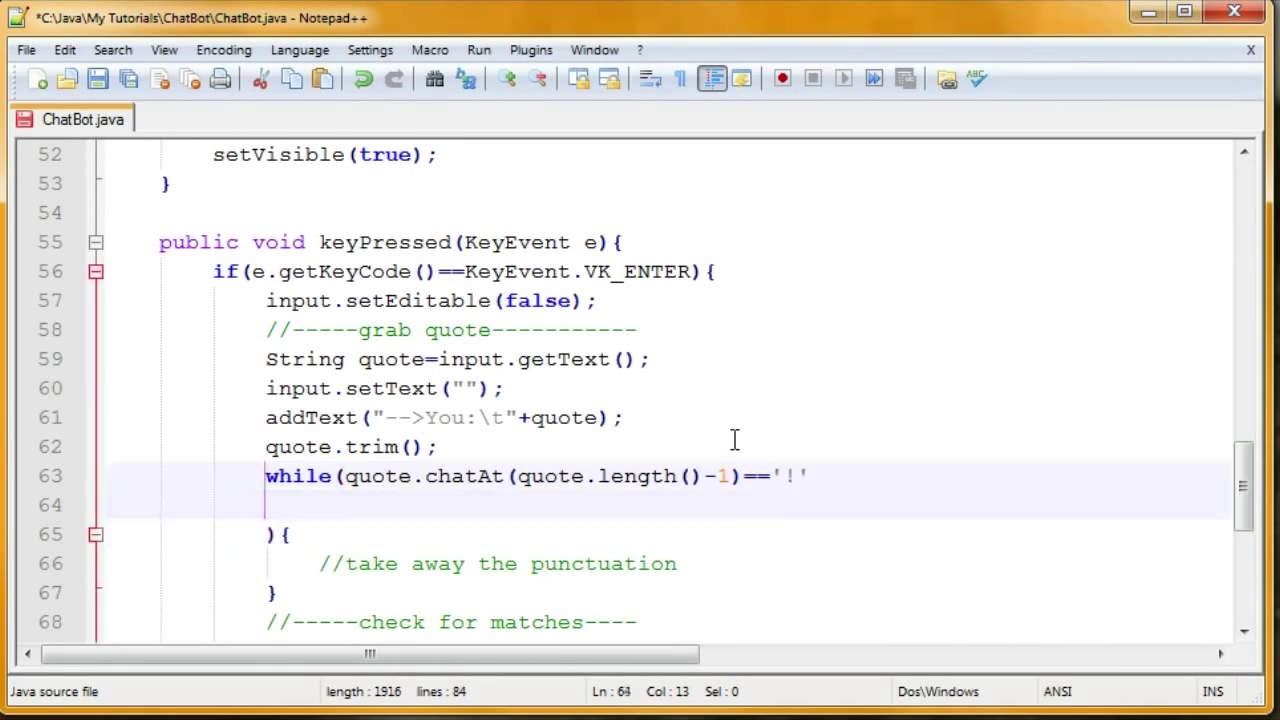 *C:\Java\My Tutorials\ChatBot\ChatBot.java - Notepad++
File Edit Search View Encoding Language Settings Macro Run Plugins Window ? X
ABC
ChatBot.java
52 setVisible(true);
53 }
54
55 public void keyPressed(KeyEvent e){
56 if(e.getKeyCode()==KeyEvent.VK_ENTER){
57 input.setEditable(false);
58 //-----grab quote-----------
59 String quote=input.getText();
60 input.setText("");
61 addText("-->You:\t"+quote);
62 quote.trim();
63 while(quote.chatAt(quote.length()-1)=='!'
64
65 ){
66 //take away the punctuation
67 }
68 //-----check for matches----
Java source file length : 1916 lines : 84 Ln : 64 Col : 13 Sel : 0 Dos\Windows ANSI INS